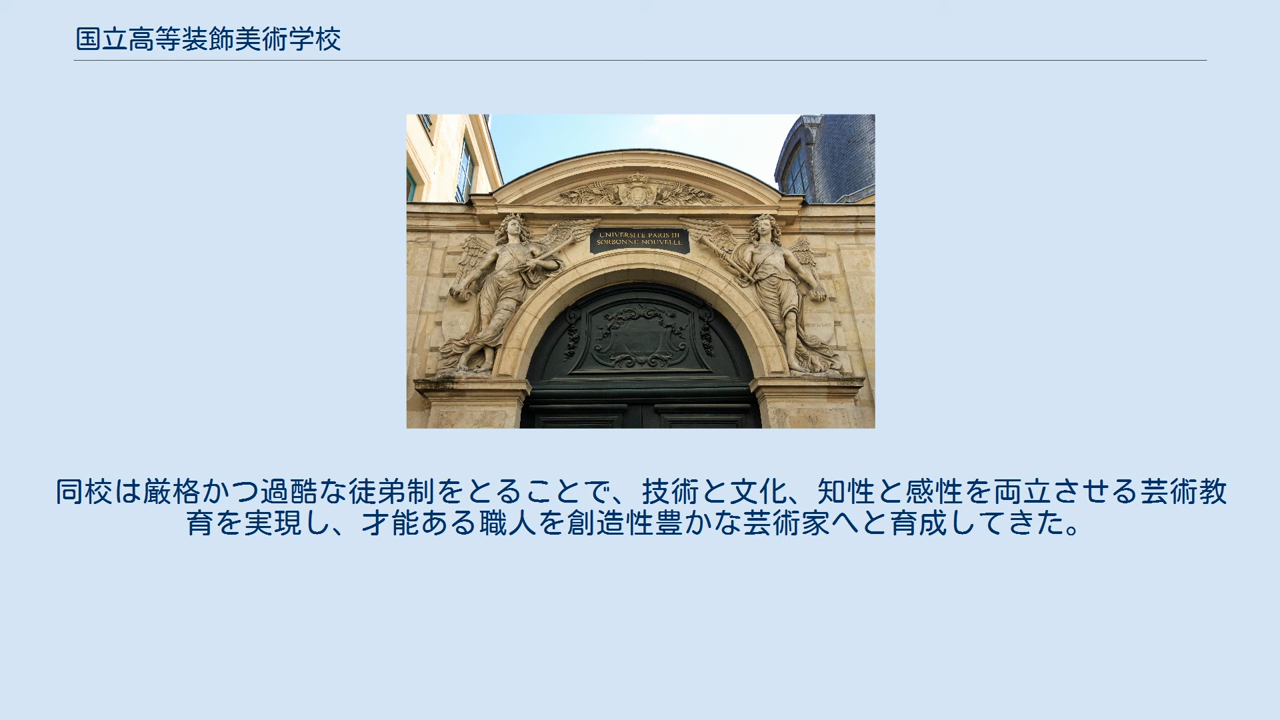 国立高等装飾美術学校
UNIVERSITE PARIS III
SORBONNE NOUVELLE
同校は厳格かつ過酷な徒弟制をとることで、技術と文化、知性と感性を両立させる芸術教
育を実現し、才能ある職人を創造性豊かな芸術家へと育成してきた。